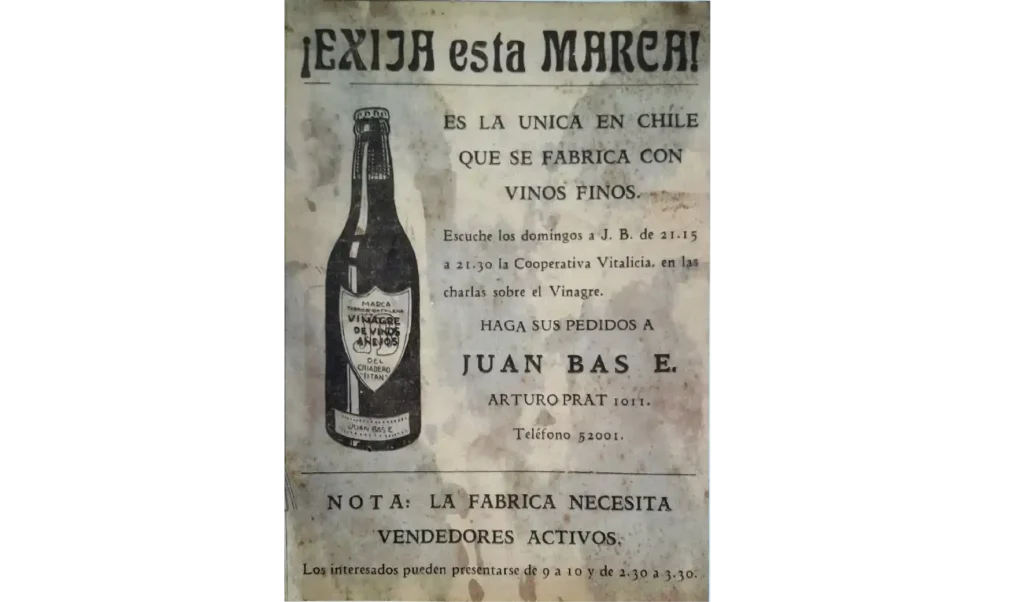 ¡EXIJA esta MARCA!
ES LA UNICA EN CHILE
QUE SE FABRICA CON
VINOS FINOS.
Escuche los domingos a J. B. de 21.15
a 21.30 la Cooperativa Vitalicia, en las
charlas sobre el Vinagre.
HAGA SUS PEDIDOS A
JUAN BAS E.
ARTURO PRAT 1011.
Teléfono 52001.
MARCA
VINAGRE
DE VINOS
AÑEJOS
DEL
CRIADERO
"TITAN"
JUAN BAS E
NOTA: LA FABRICA NECESITA
VENDEDORES ACTIVOS.
Los interesados pueden presentarse de 9 a 10 y de 2.30 a 3.30.